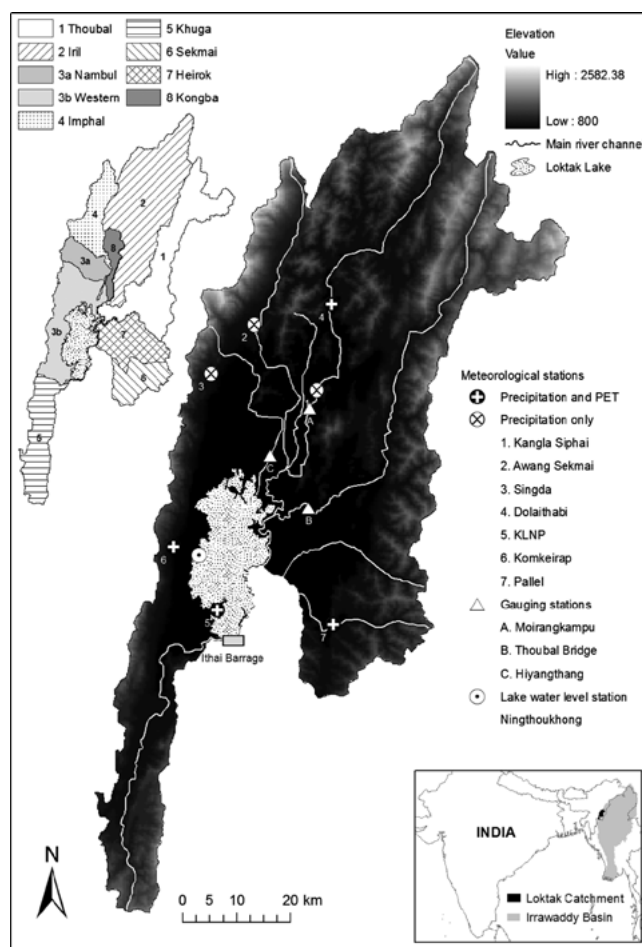 1 Thoubal
2 Iril
3a Nambul
3b Western
4 Imphal
5 Khuga
6 Sekmai
7 Heirok
8 Kongba
Elevation
Value
High : 2582.38
Low : 800
Main river channel
Loktak Lake
4
2
1
8
3a
3b
7
6
5
4
2
3
1
A
C
B
6
5
7
Ithai Barrage
Meteorological stations
Precipitation and PET
Precipitation only
1. Kangla Siphai
2. Awang Sekmai
3. Singda
4. Dolaithabi
5. KLNP
6. Komkeirap
7. Pallel
Gauging stations
A. Moirangkampu
B. Thoubal Bridge
C. Hiyangthang
Lake water level station
Ningthoukhong
N
0 5 10 20 km
INDIA
Loktak Catchment
Irrawaddy Basin